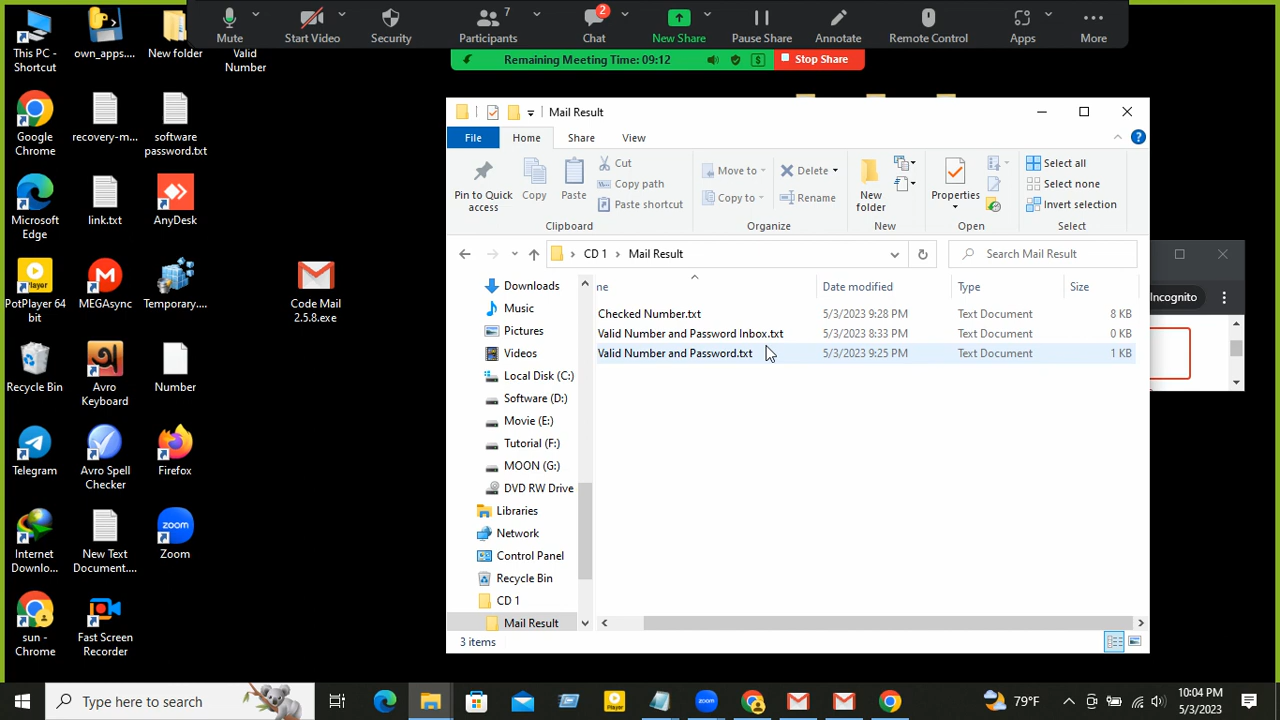 Mute
Start Video
Security
Participants
7
Chat
2
New Share
Pause Share
Annotate
Remote Control
Apps
More
Remaining Meeting Time: 09:12
Stop Share
This PC -
Shortcut
own_apps....
New folder
Valid
Number
Google
Chrome
recovery-m...
software
password.txt
Microsoft
Edge
link.txt
AnyDesk
Player
PotPlayer 64
bit
MEGAsync
Temporary....
Code Mail
2.5.8.exe
Recycle Bin
অ
Avro
Keyboard
Number
Telegram
Avro Spell
Checker
Firefox
Internet
Downlo...
New Text
Document....
zoom
Zoom
sun -
Chrome
Fast Screen
Recorder
Mail Result
File
Home
Share
View
Pin to Quick
access
Copy
Paste
Cut
Copy path
Paste shortcut
Clipboard
Move to
Copy to
Delete
Rename
Organize
New
folder
New
Properties
Open
Select all
Select none
Invert selection
Select
CD 1
Mail Result
Search Mail Result
Downloads
Music
Pictures
Videos
Local Disk (C:)
Software (D:)
Movie (E:)
Tutorial (F:)
MOON (G:)
DVD RW Drive
Libraries
Network
Control Panel
Recycle Bin
CD 1
Mail Result
me
Date modified
Type
Size
Checked Number.txt
5/3/2023 9:28 PM
Text Document
8 KB
Valid Number and Password Inbox.txt
5/3/2023 8:33 PM
Text Document
0 KB
Valid Number and Password.txt
5/3/2023 9:25 PM
Text Document
1 KB
3 items
Incognito
Type here to search
Player
zoom
79°F
10:04 PM
5/3/2023